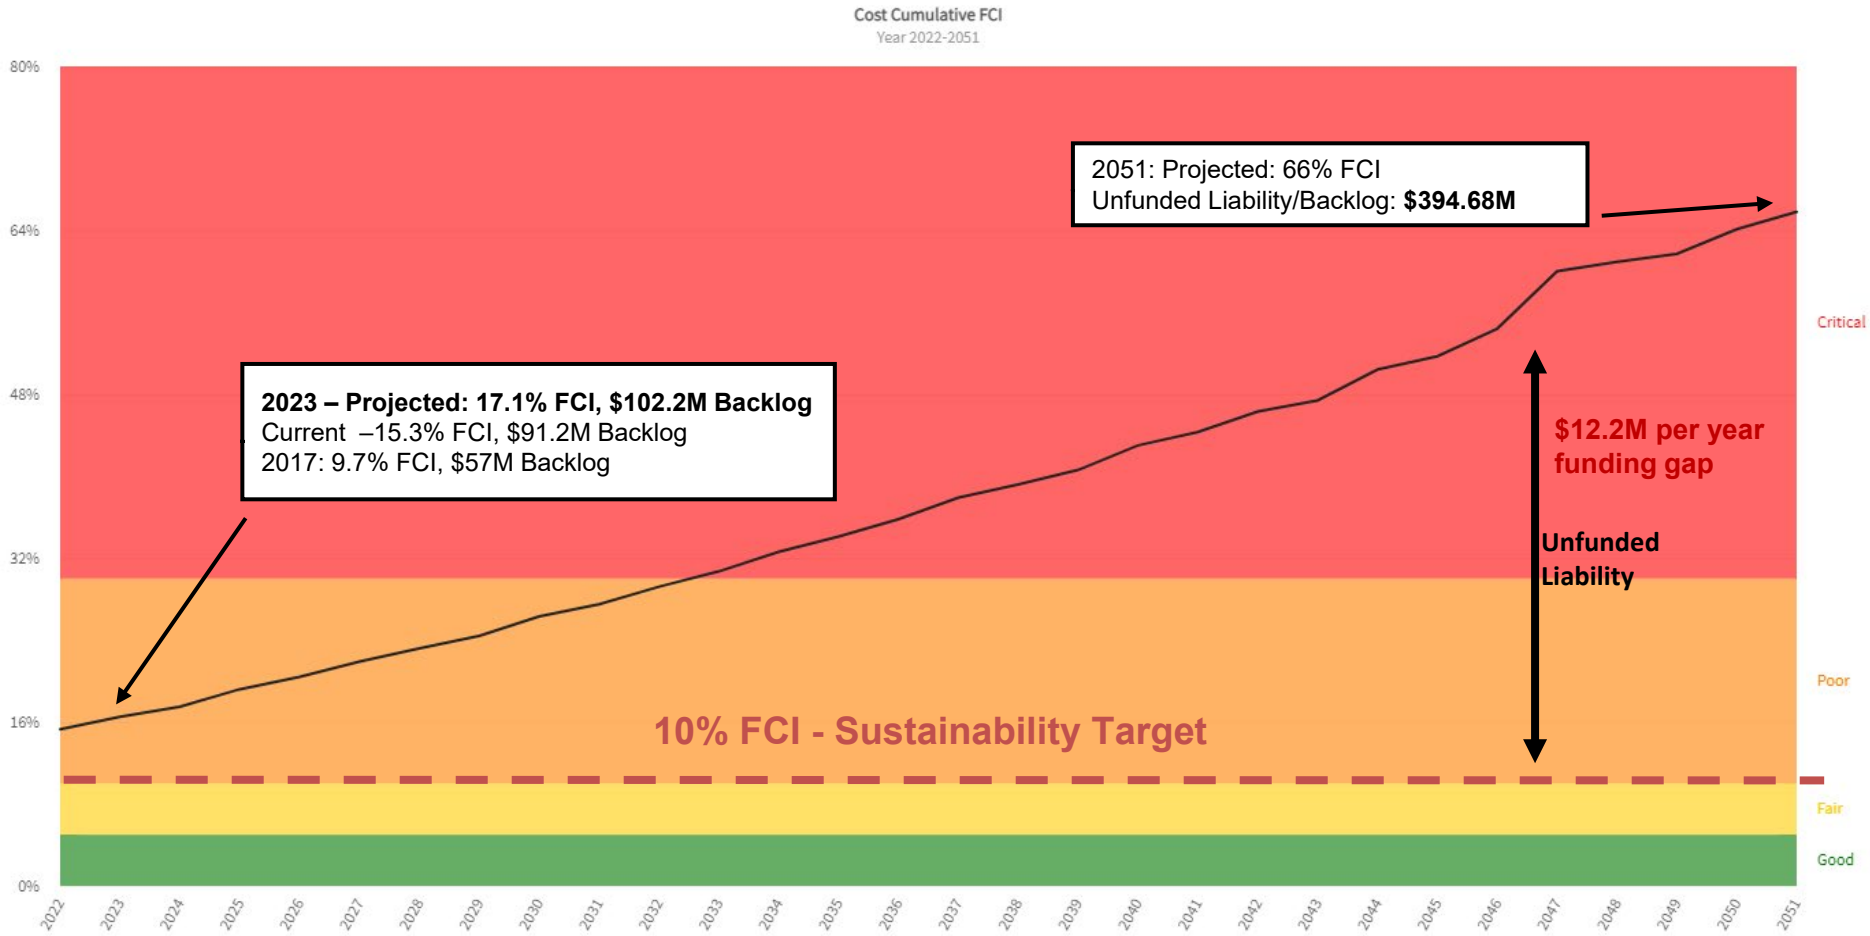 Cost Cumulative FCI
Year 2022-2051
80%
64%
48%
32%
16%
0%
2051: Projected: 66% FCI
Unfunded Liability/Backlog: $394.68M
2023 – Projected: 17.1% FCI, $102.2M Backlog
Current –15.3% FCI, $91.2M Backlog
2017: 9.7% FCI, $57M Backlog
$12.2M per year
funding gap
Unfunded
Liability
10% FCI - Sustainability Target
Critical
Poor
Fair
Good
2022
2023
2024
2025
2026
2027
2028
2029
2030
2031
2032
2033
2034
2035
2036
2037
2038
2039
2040
2041
2042
2043
2044
2045
2046
2047
2048
2049
2050
2051